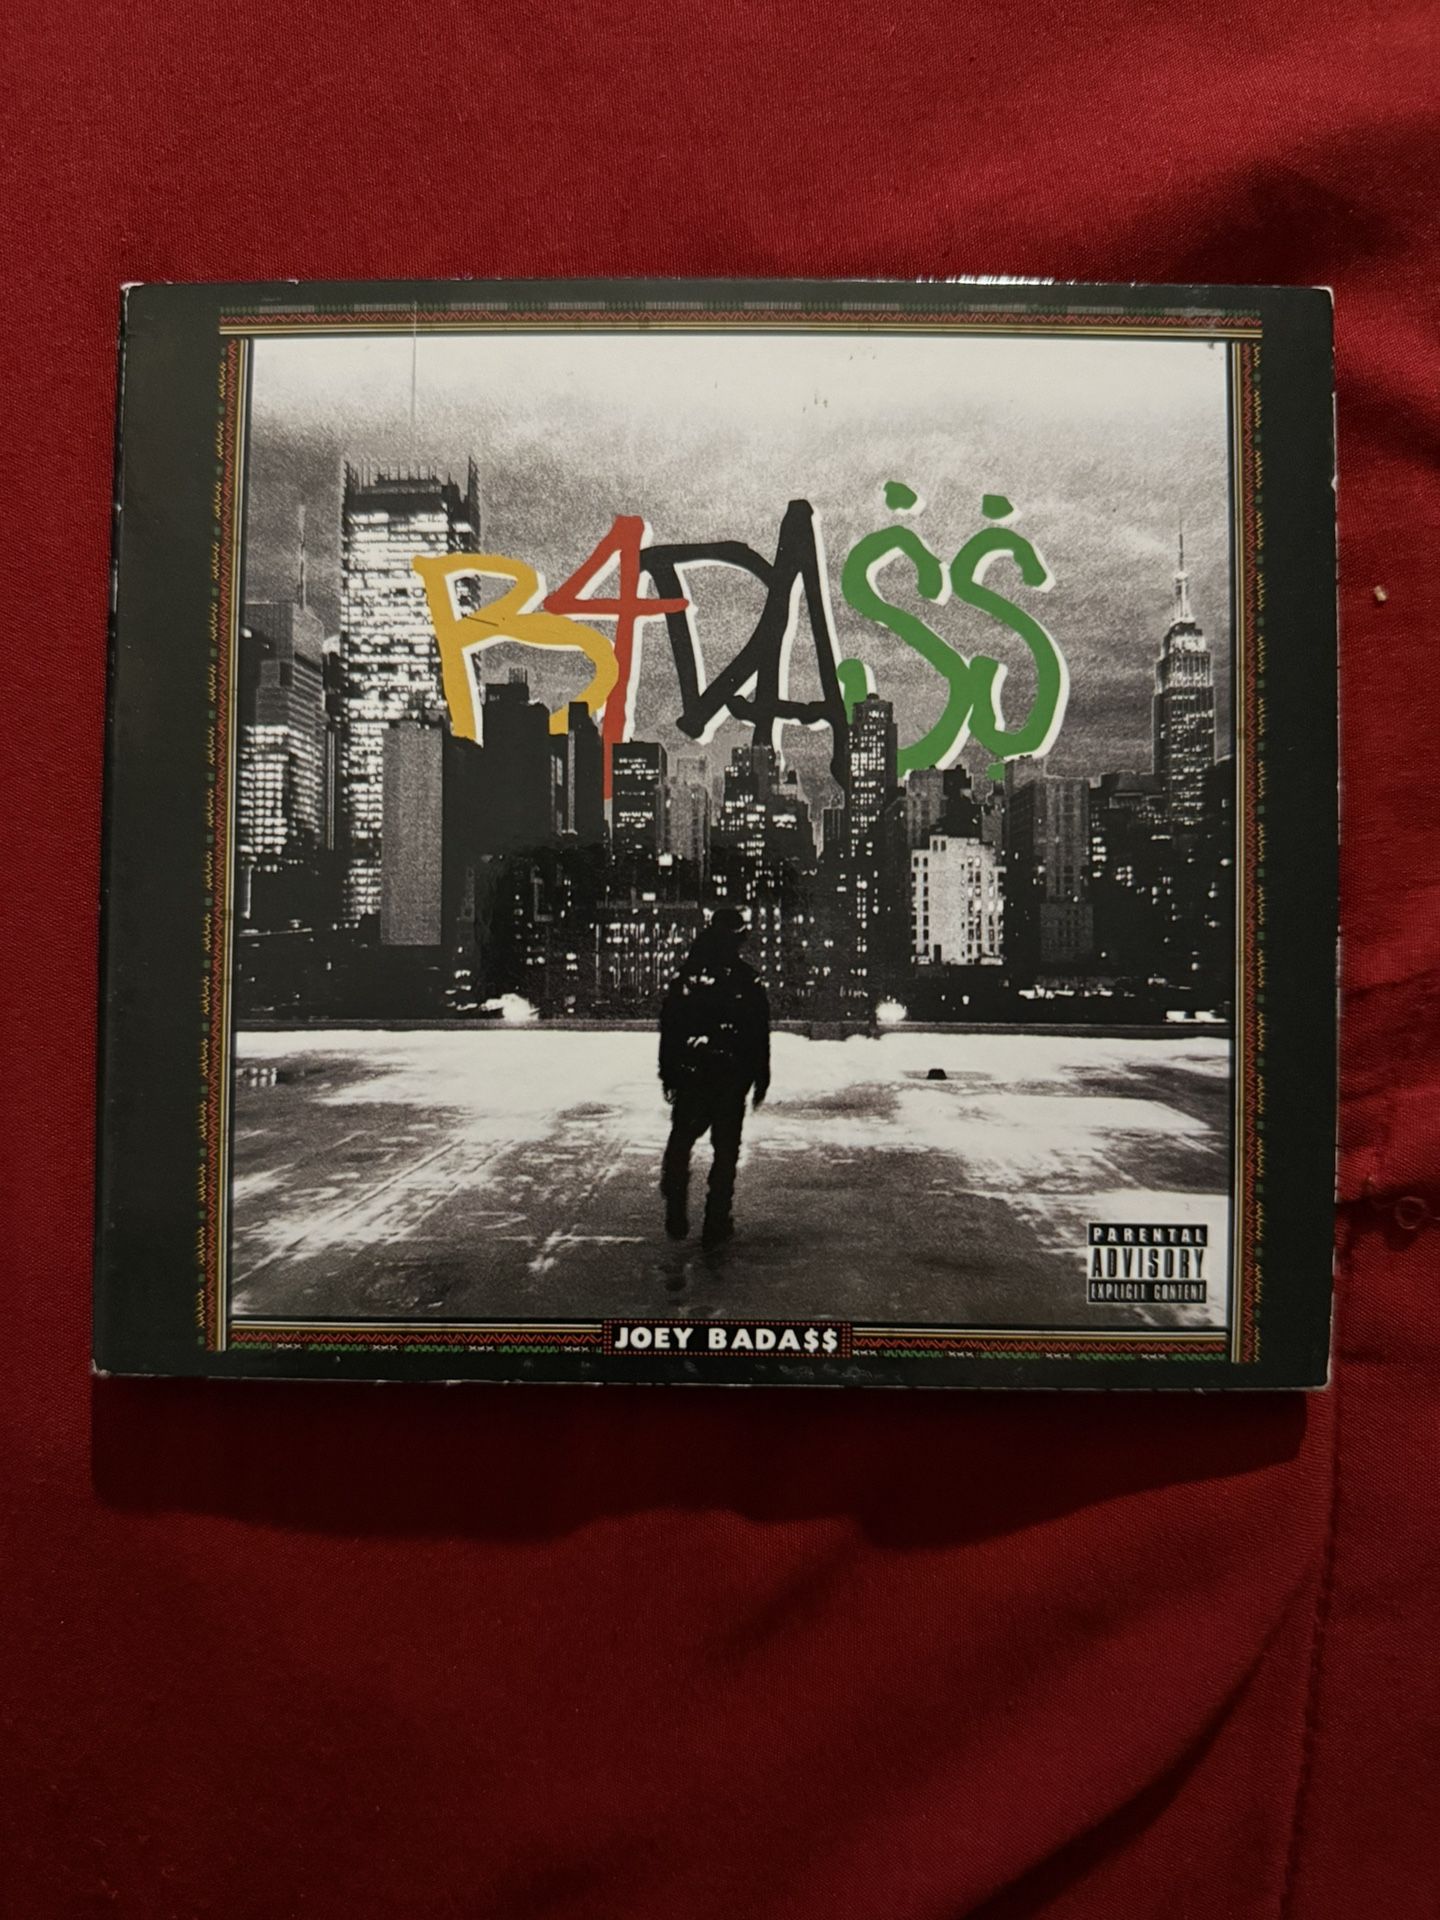 B4DA$$
PARENTAL
ADVISORY
EXPLICIT CONTENT
JOEY BADA$$